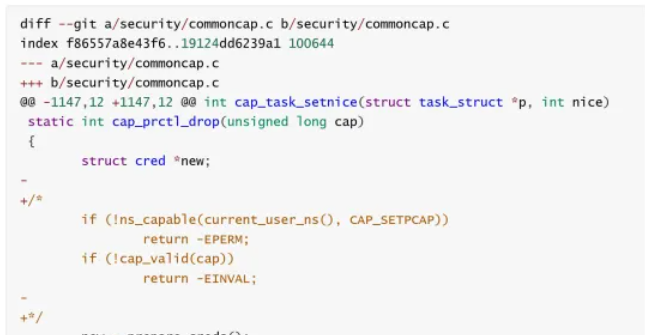 diff --git a/security/commoncap.c b/security/commoncap.c
index f86557a8e43f6..19124dd6239a1 100644
--- a/security/commoncap.c
+++ b/security/commoncap.c
@@ -1147,12 +1147,12 @@ int cap_task_setnice(struct task_struct *p, int nice)
 static int cap_prctl_drop(unsigned long cap)
 {
        struct cred *new;
-
+/*
        if (!ns_capable(current_user_ns(), CAP_SETPCAP))
                return -EPERM;
        if (!cap_valid(cap))
                return -EINVAL;
-
+*/